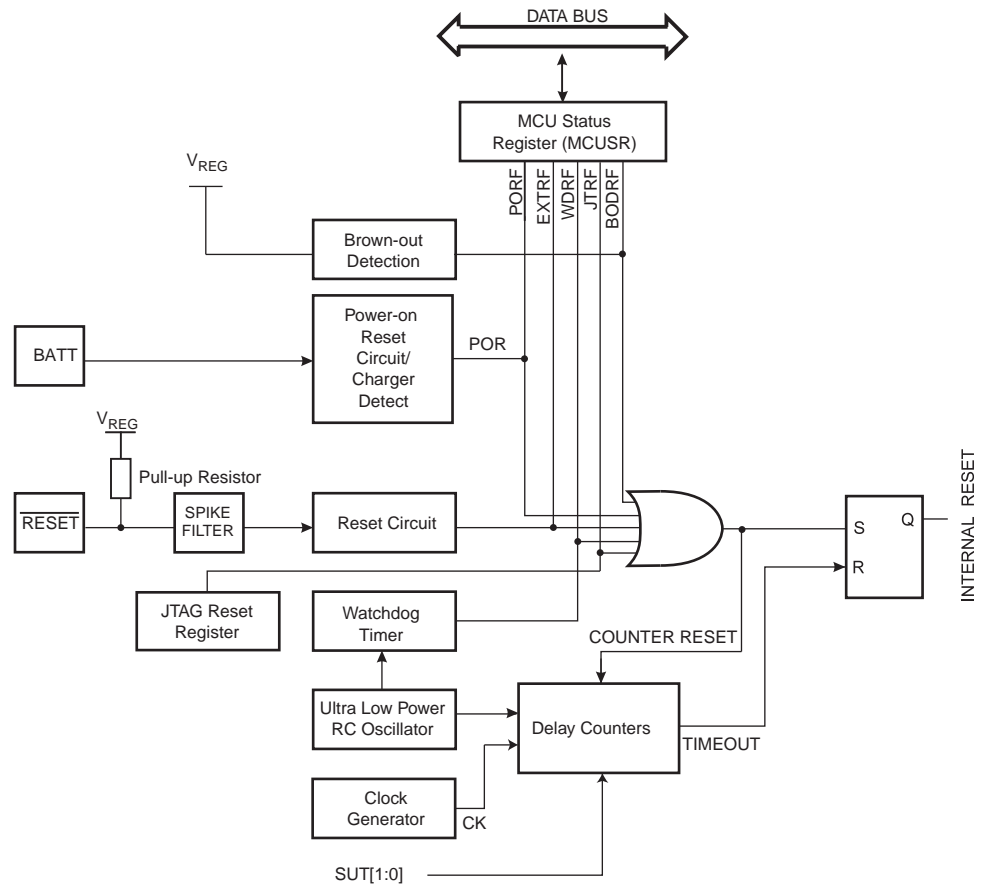 DATA BUS
MCU Status
Register (MCUSR)
PORF
EXTRF
WDRF
JTRF
BODRF
VREG
Brown-out
Detection
Power-on
Reset
Circuit/
Charger
Detect
POR
BATT
VREG
Pull-up Resistor
RESET
SPIKE
FILTER
Reset Circuit
S
R
Q
INTERNAL RESET
JTAG Reset
Register
Watchdog
Timer
COUNTER RESET
Ultra Low Power
RC Oscillator
Delay Counters
TIMEOUT
Clock
Generator
CK
SUT[1:0]